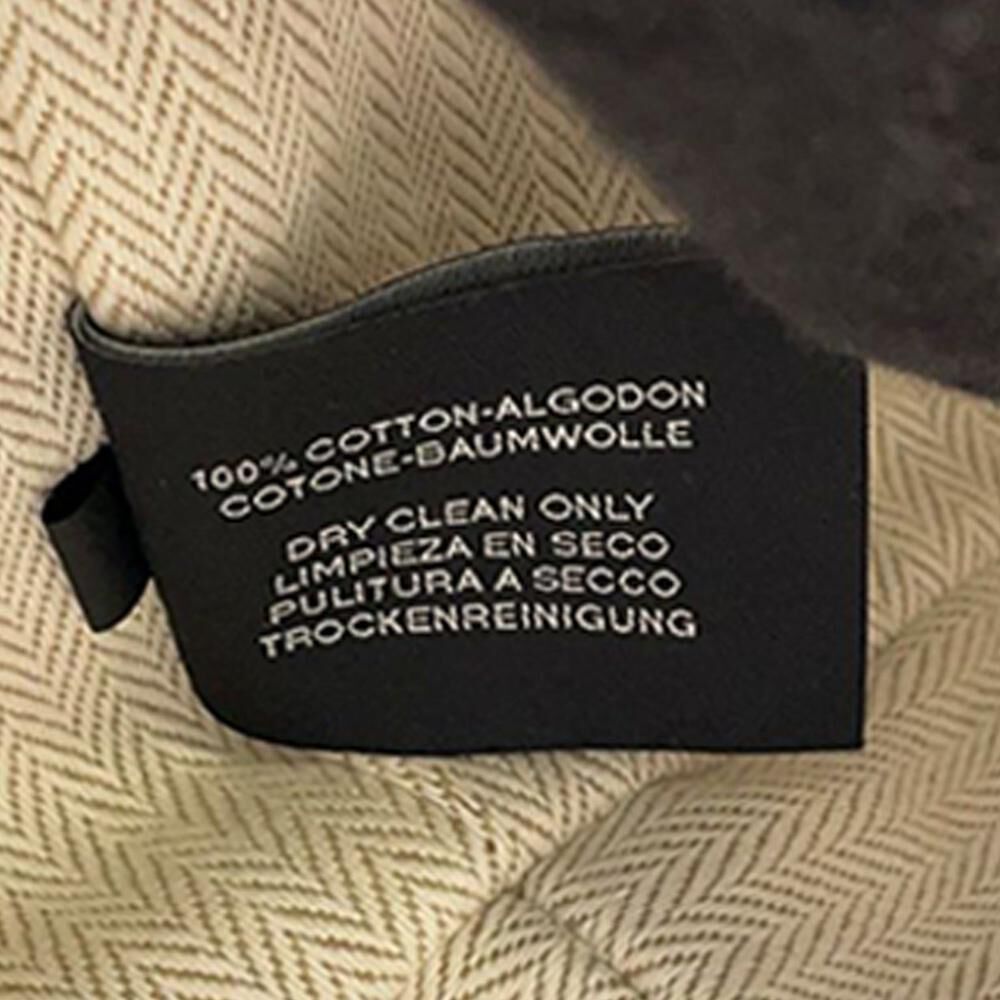 100% COTTON-ALGODON
COTONE-BAUMWOLLE
DRY CLEAN ONLY
LIMPIEZA EN SECO
PULITURA A SECCO
TROCKENREINIGUNG